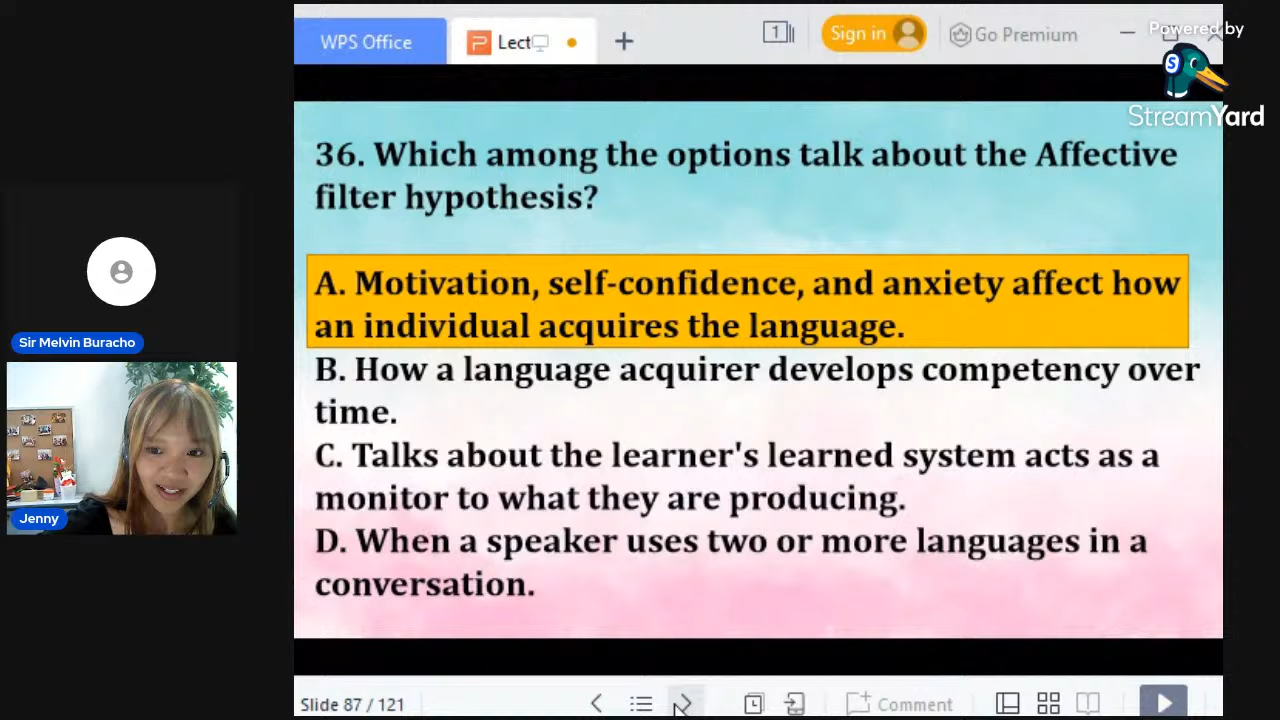 WPS Office
Lect
1
Sign in
Go Premium
Powered by
S
StreamYard
36. Which among the options talk about the Affective
filter hypothesis?
A. Motivation, self-confidence, and anxiety affect how
an individual acquires the language.
B. How a language acquirer develops competency over
time.
C. Talks about the learner's learned system acts as a
monitor to what they are producing.
D. When a speaker uses two or more languages in a
conversation.
Sir Melvin Buracho
Jenny
Slide 87 / 121
Comment